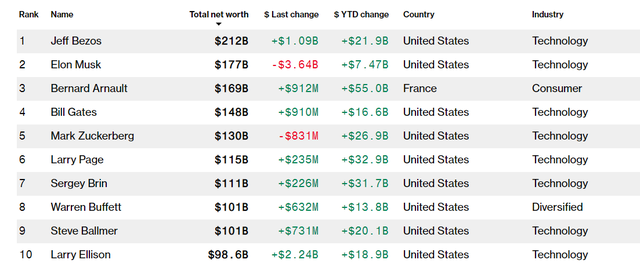 Rank Name Total net worth $ Last change $ YTD change Country Industry
1 Jeff Bezos $212B +$1.09B +$21.9B United States Technology
2 Elon Musk $177B -$3.64B +$7.47B United States Technology
3 Bernard Arnault $169B +$912M +$55.0B France Consumer
4 Bill Gates $148B +$910M +$16.6B United States Technology
5 Mark Zuckerberg $130B -$831M +$26.9B United States Technology
6 Larry Page $115B +$235M +$32.9B United States Technology
7 Sergey Brin $111B +$226M +$31.7B United States Technology
8 Warren Buffett $101B +$632M +$13.8B United States Diversified
9 Steve Ballmer $101B +$731M +$20.1B United States Technology
10 Larry Ellison $98.6B +$2.24B +$18.9B United States Technology